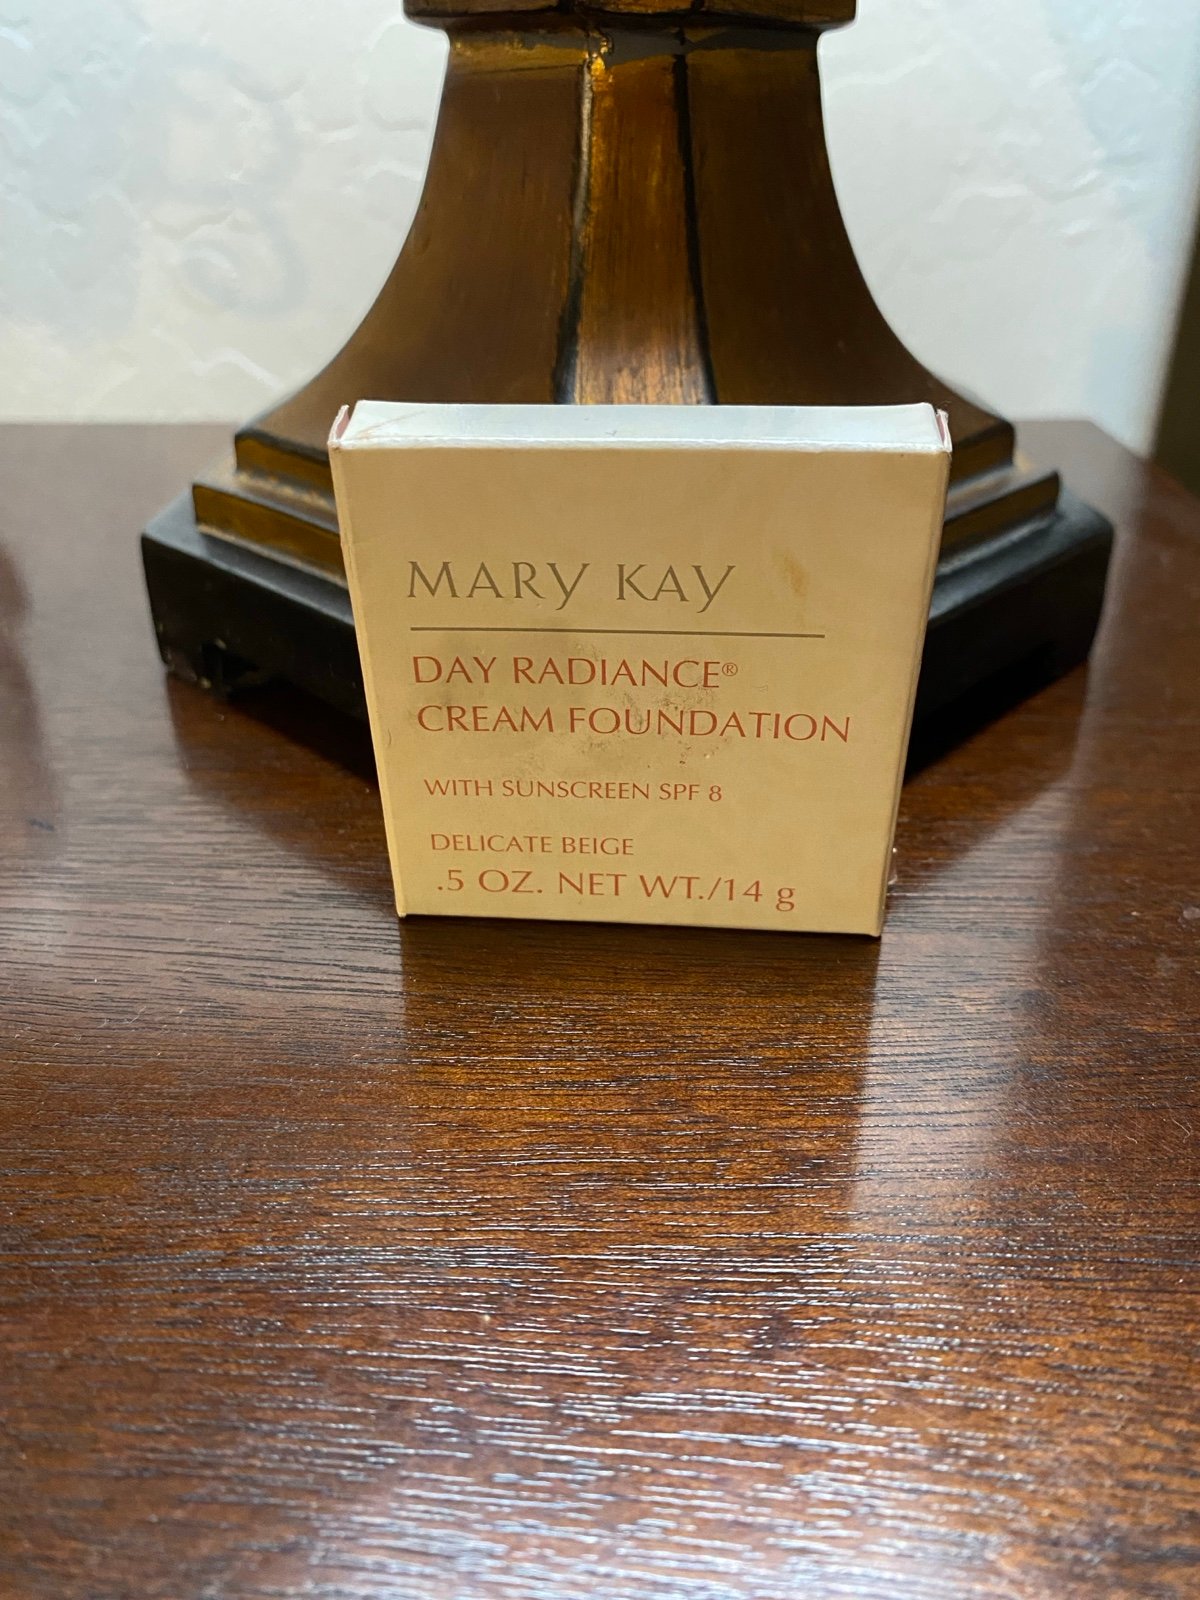 MARY KAY
DAY RADIANCE®
CREAM FOUNDATION
WITH SUNSCREEN SPF 8
DELICATE BEIGE
.5 OZ. NET WT./14 g